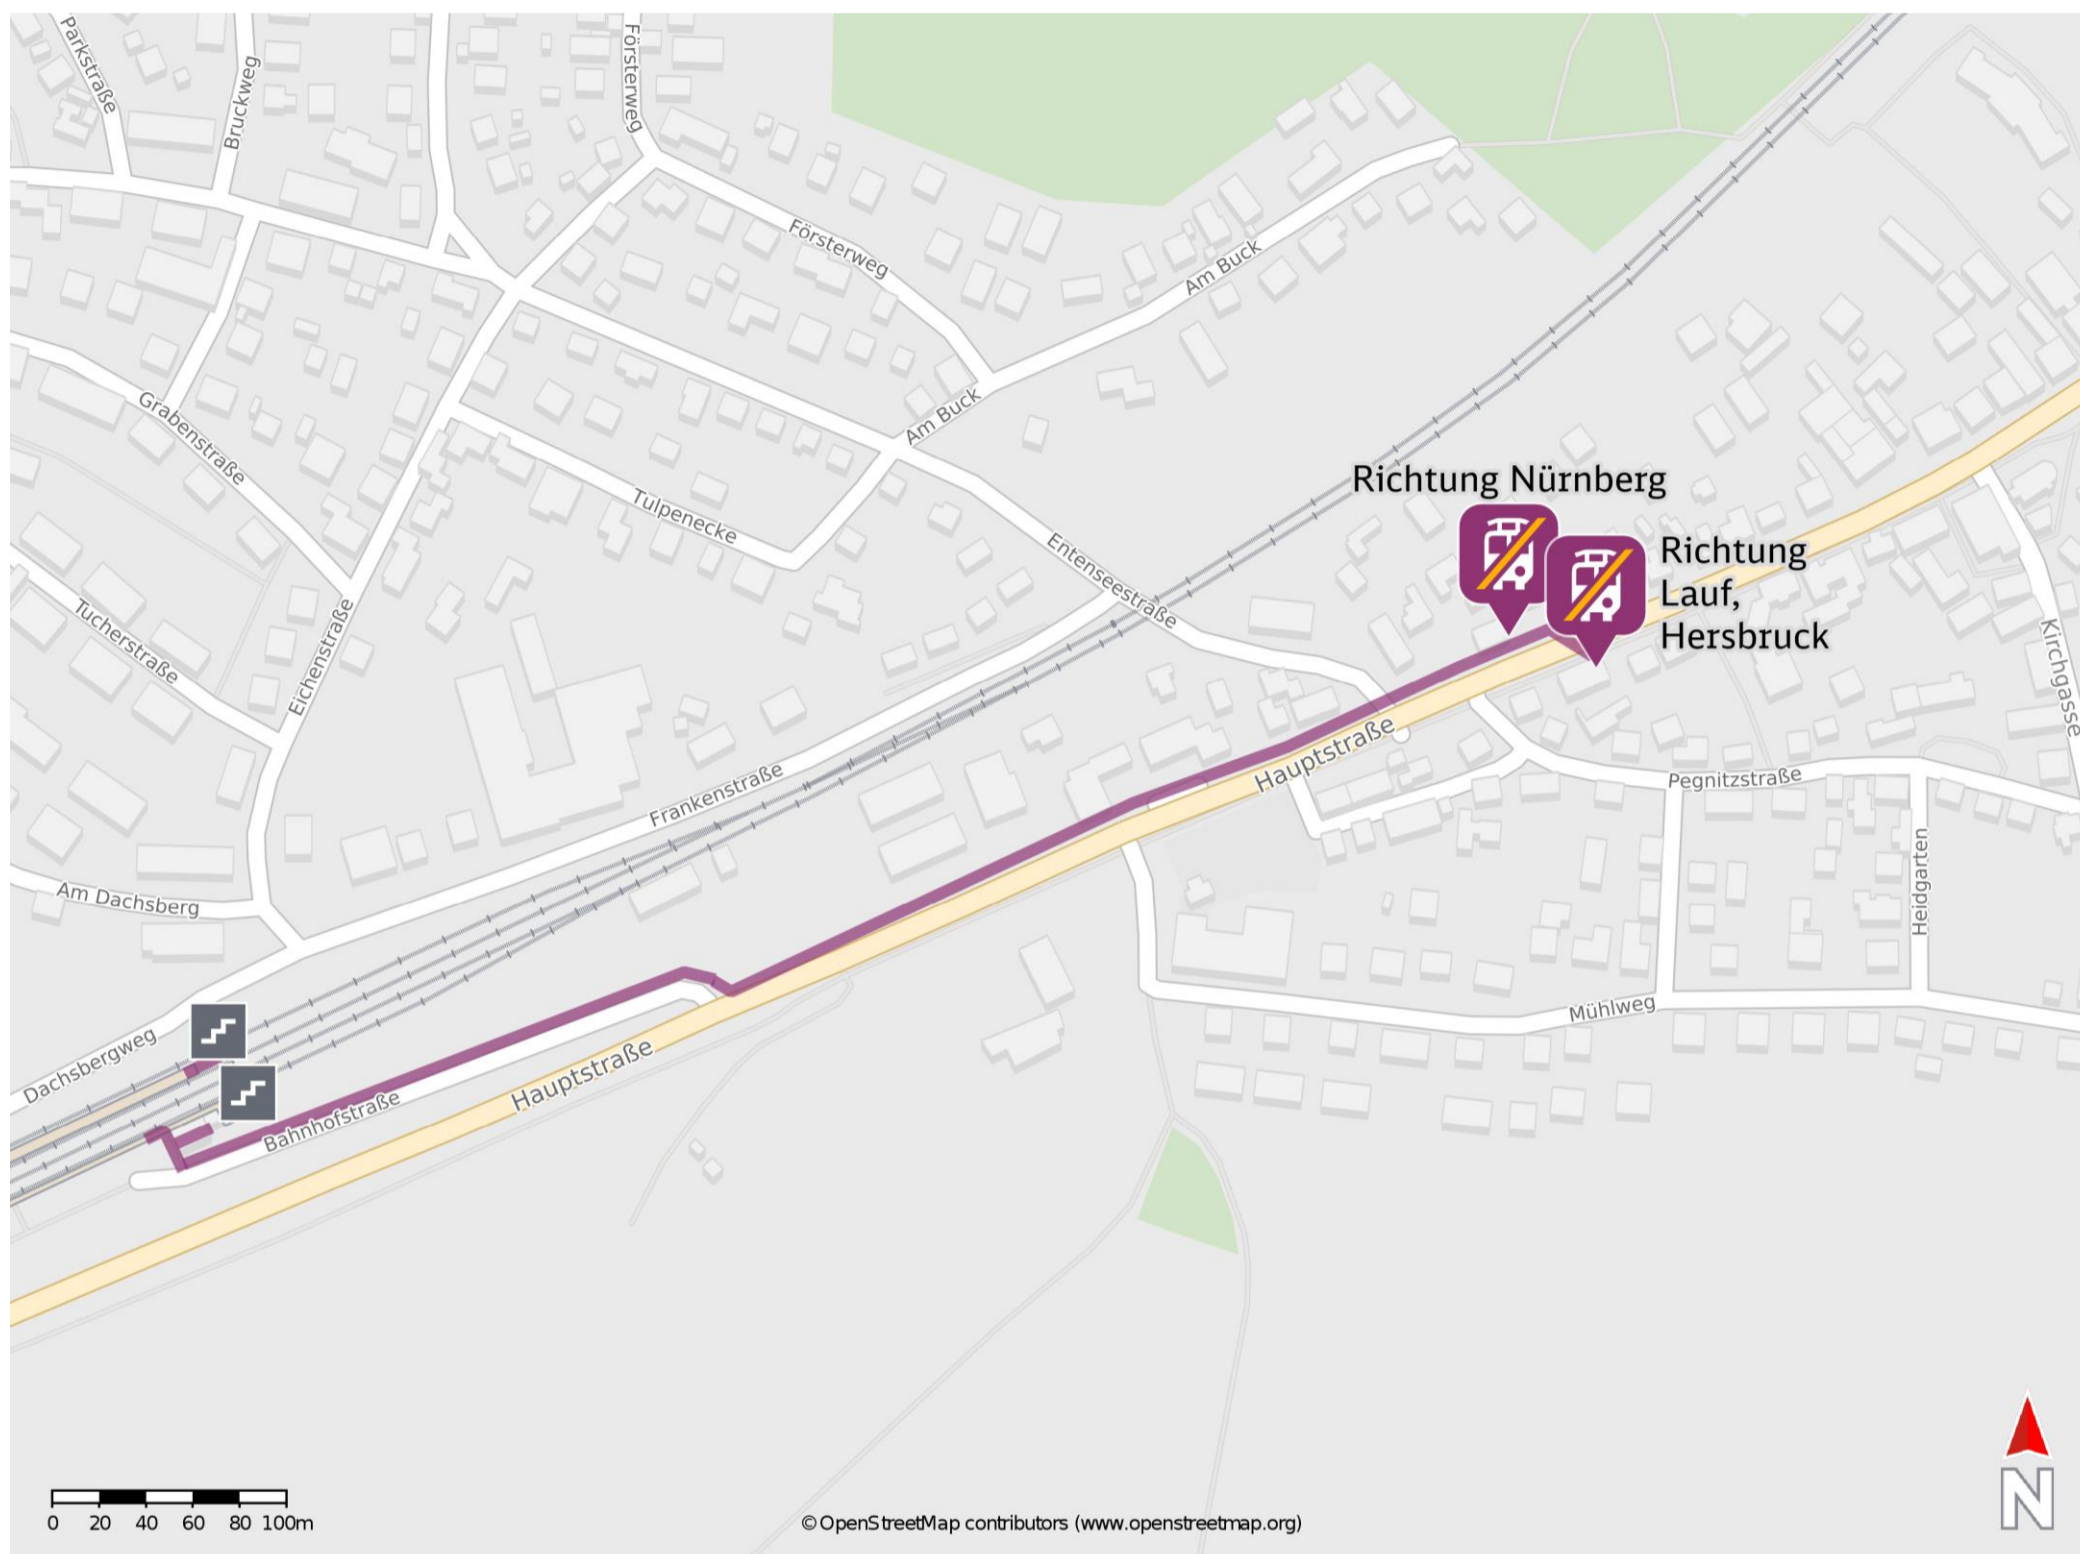 Parkstraße
Bruckweg
Försterweg
Försterweg
Am Buck
Am Buck
Grabenstraße
Tulpenecke
Richtung Nürnberg
Richtung
Lauf,
Hersbruck
Entenseestraße
Tucherstraße
Eichenstraße
Kirchgasse
Hauptstraße
Pegnitzstraße
Frankenstraße
Heidgarten
Am Dachsberg
Mühlweg
Dachsbergweg
Hauptstraße
Bahnhofstraße
0 20 40 60 80 100m
© OpenStreetMap contributors (www.openstreetmap.org)
N